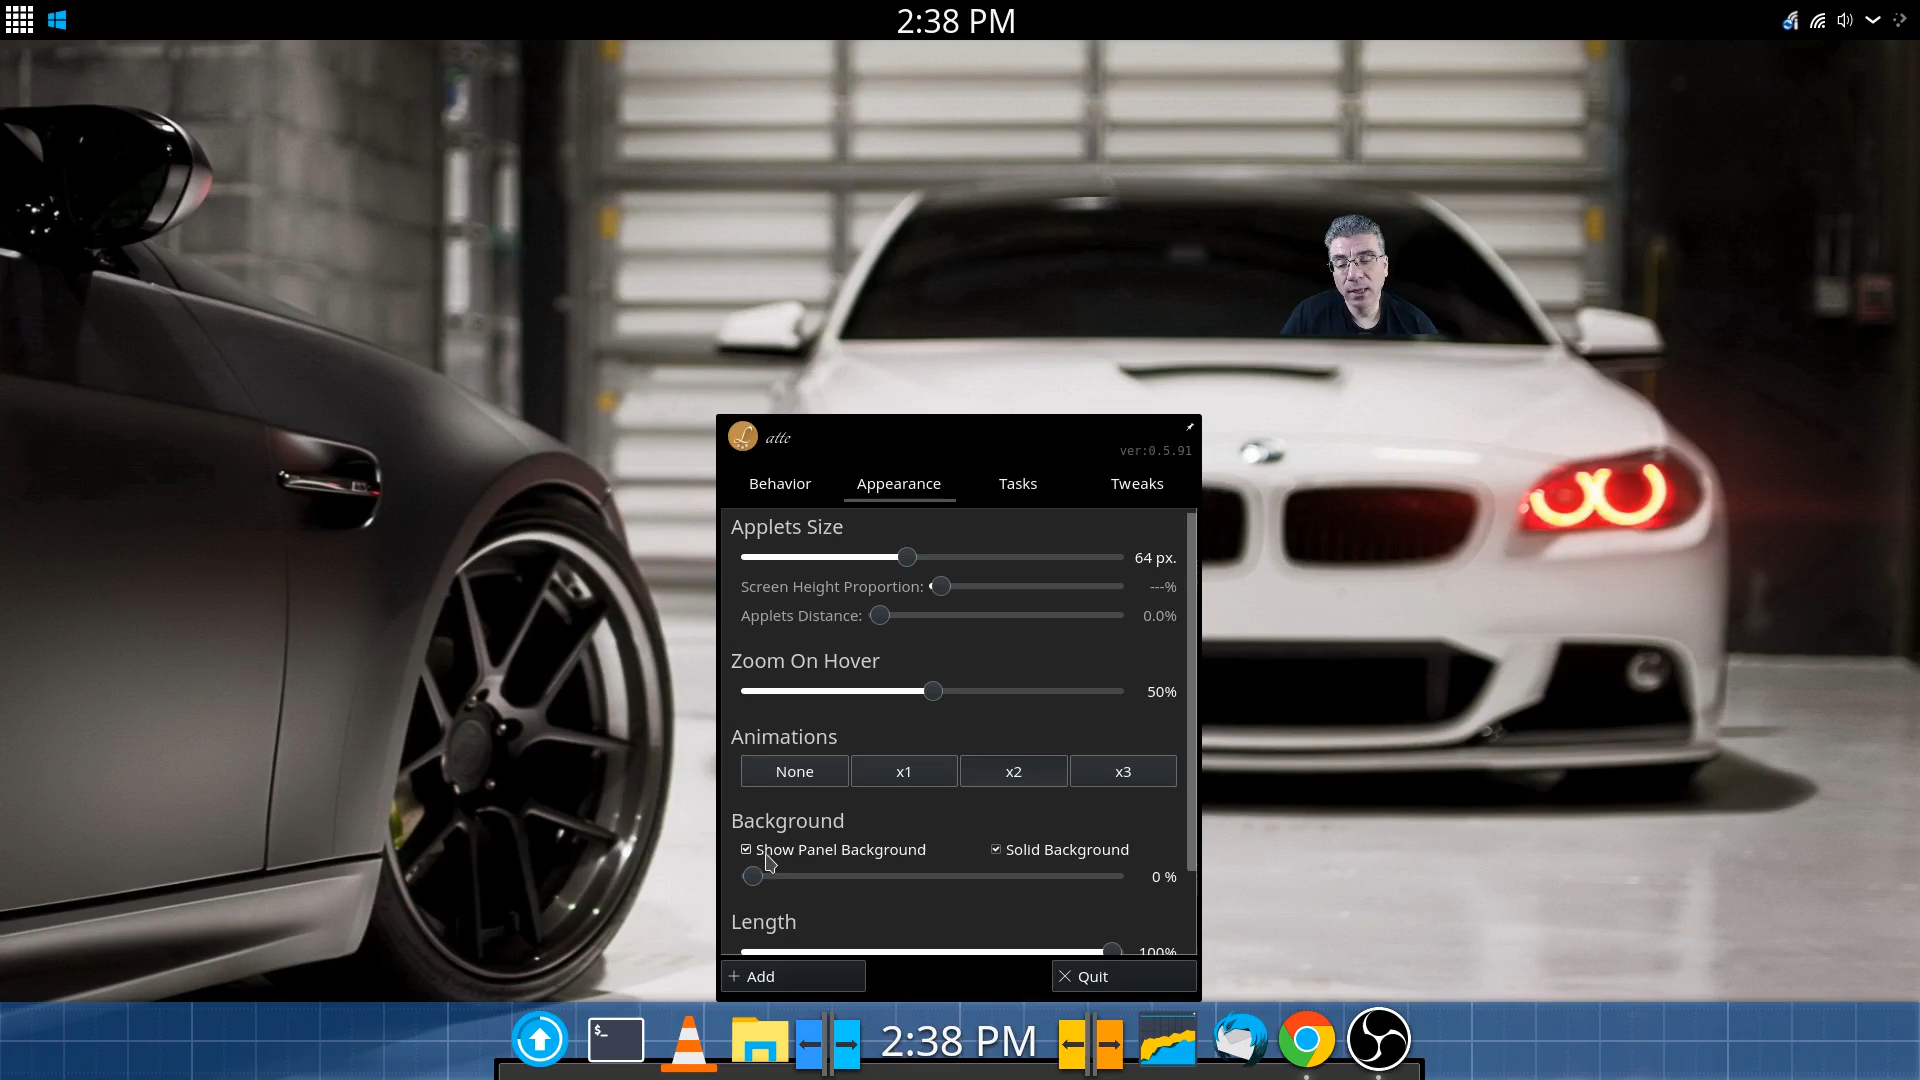 2:38 PM
L atte
ver:0.5.91
Behavior Appearance Tasks Tweaks
Applets Size
64 px.
Screen Height Proportion: ---%
Applets Distance: 0.0%
Zoom On Hover
50%
Animations
None x1 x2 x3
Background
Show Panel Background Solid Background
0 %
Length
100%
+ Add Quit
$_
2:38 PM